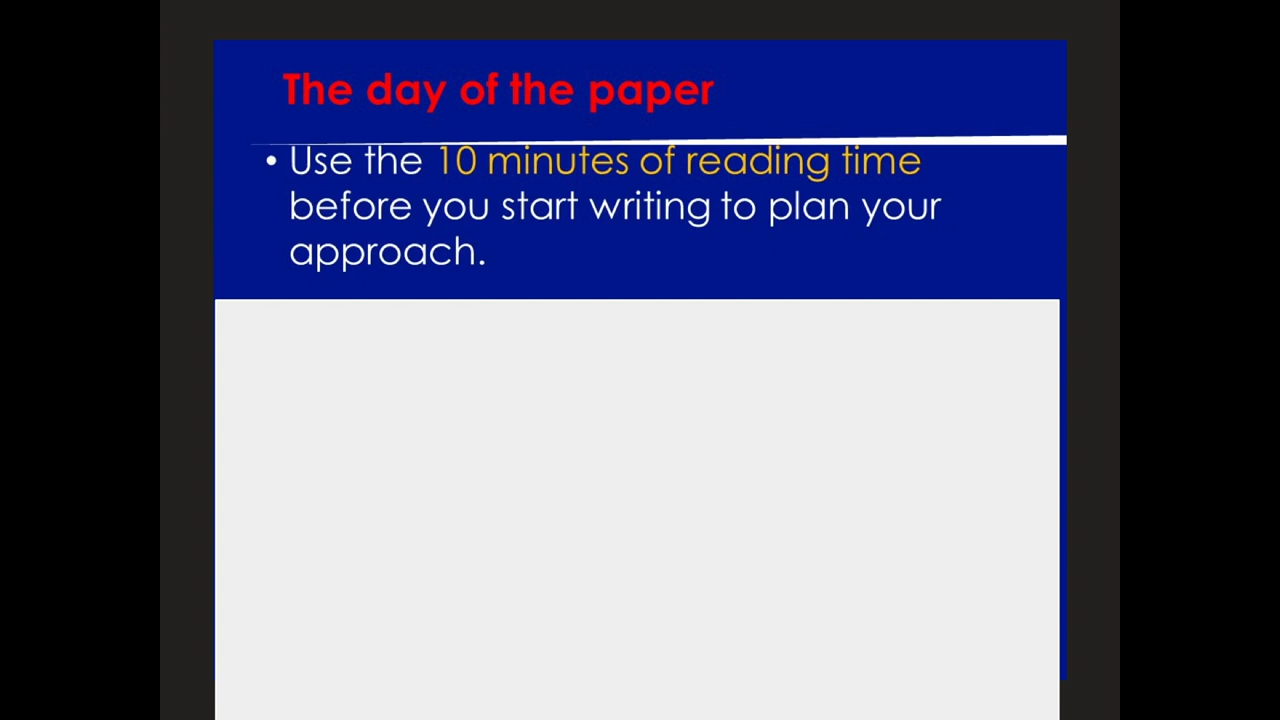 The day of the paper
• Use the 10 minutes of reading time
before you start writing to plan your
approach.